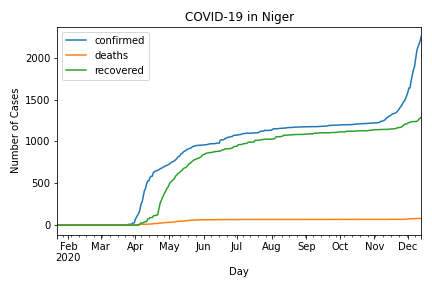 COVID-19 in Niger
confirmed
deaths
recovered
Number of Cases
2000
1500
1000
500
0
Feb Mar Apr May Jun Jul Aug Sep Oct Nov Dec
2020
Day